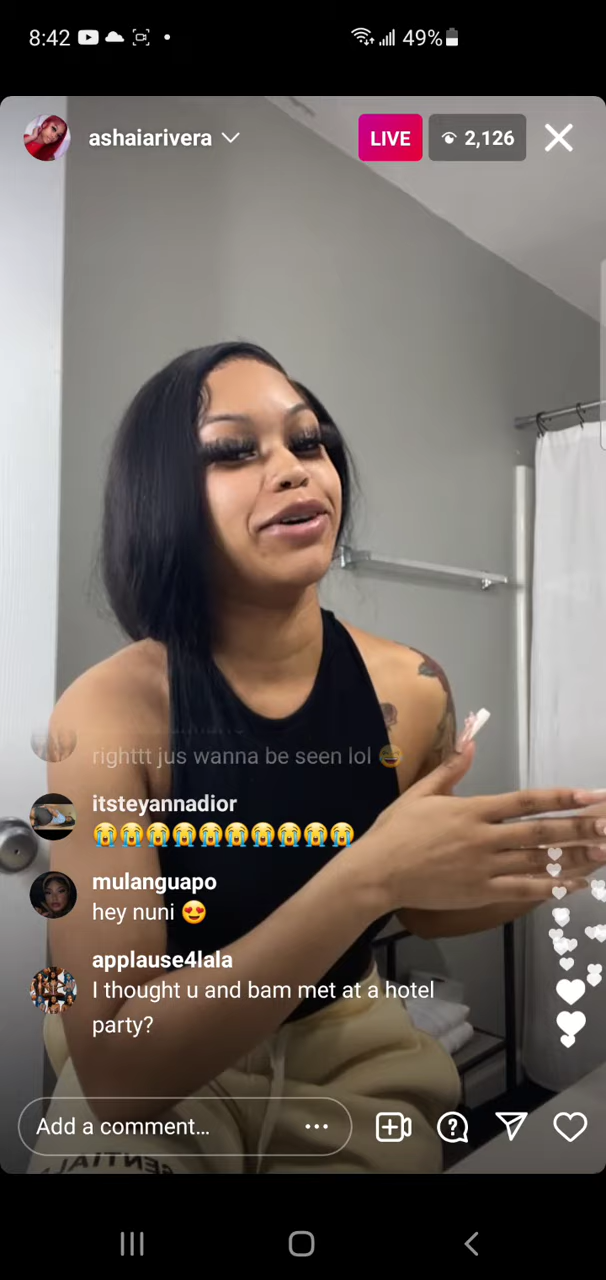 8:42
49%
ashaiarivera
LIVE
2,126
righttt jus wanna be seen lol 😅
itsteyannadior
😭😭😭😭😭😭😭😭😭😭
mulanguapo
hey nuni 😍
applause4lala
I thought u and bam met at a hotel
party?
Add a comment...